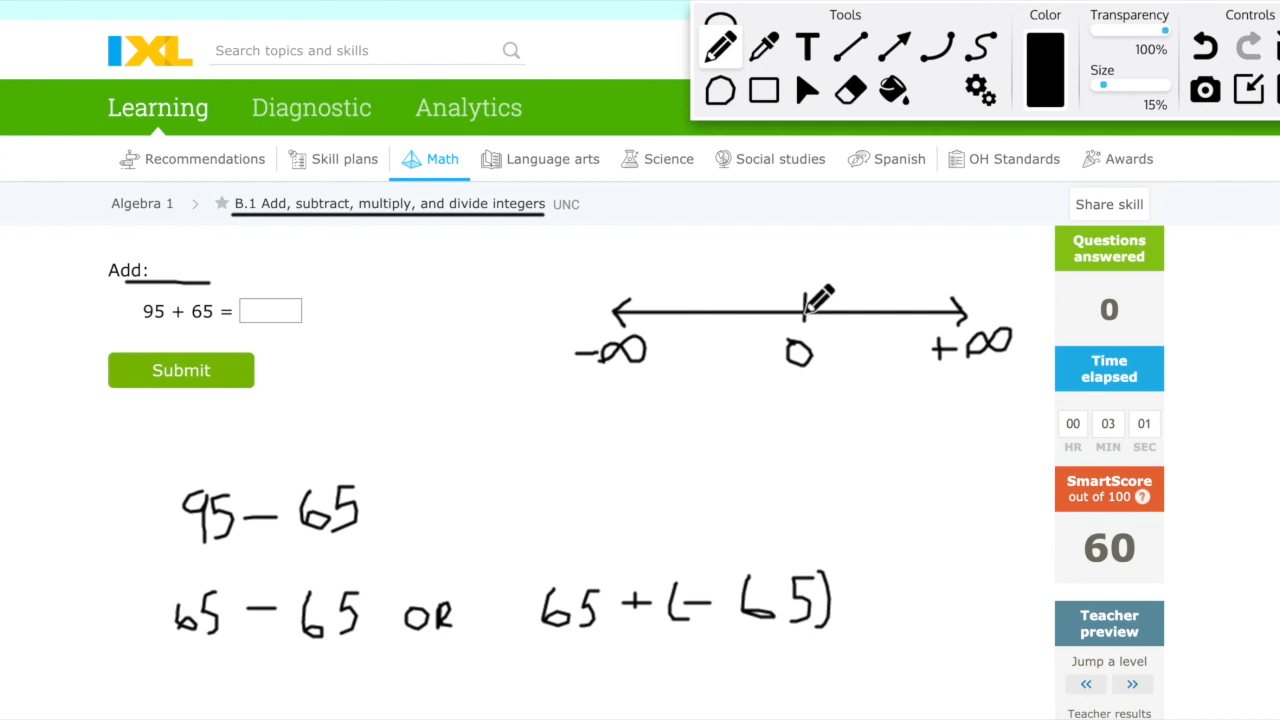 IXL Search topics and skills
Tools Color Transparency Controls
100%
Size
15%
T
Learning Diagnostic Analytics
Recommendations Skill plans Math Language arts Science Social studies Spanish OH Standards Awards
Algebra 1 > B.1 Add, subtract, multiply, and divide integers UNC
Share skill
Add:
95 + 65 =
Submit
-∞ 0 +∞
95 - 65
65 - 65 OR 65 + (- 65)
Questions
answered
0
Time
elapsed
00 03 01
HR MIN SEC
SmartScore
out of 100 ?
60
Teacher
preview
Jump a level
<< >>
Teacher results